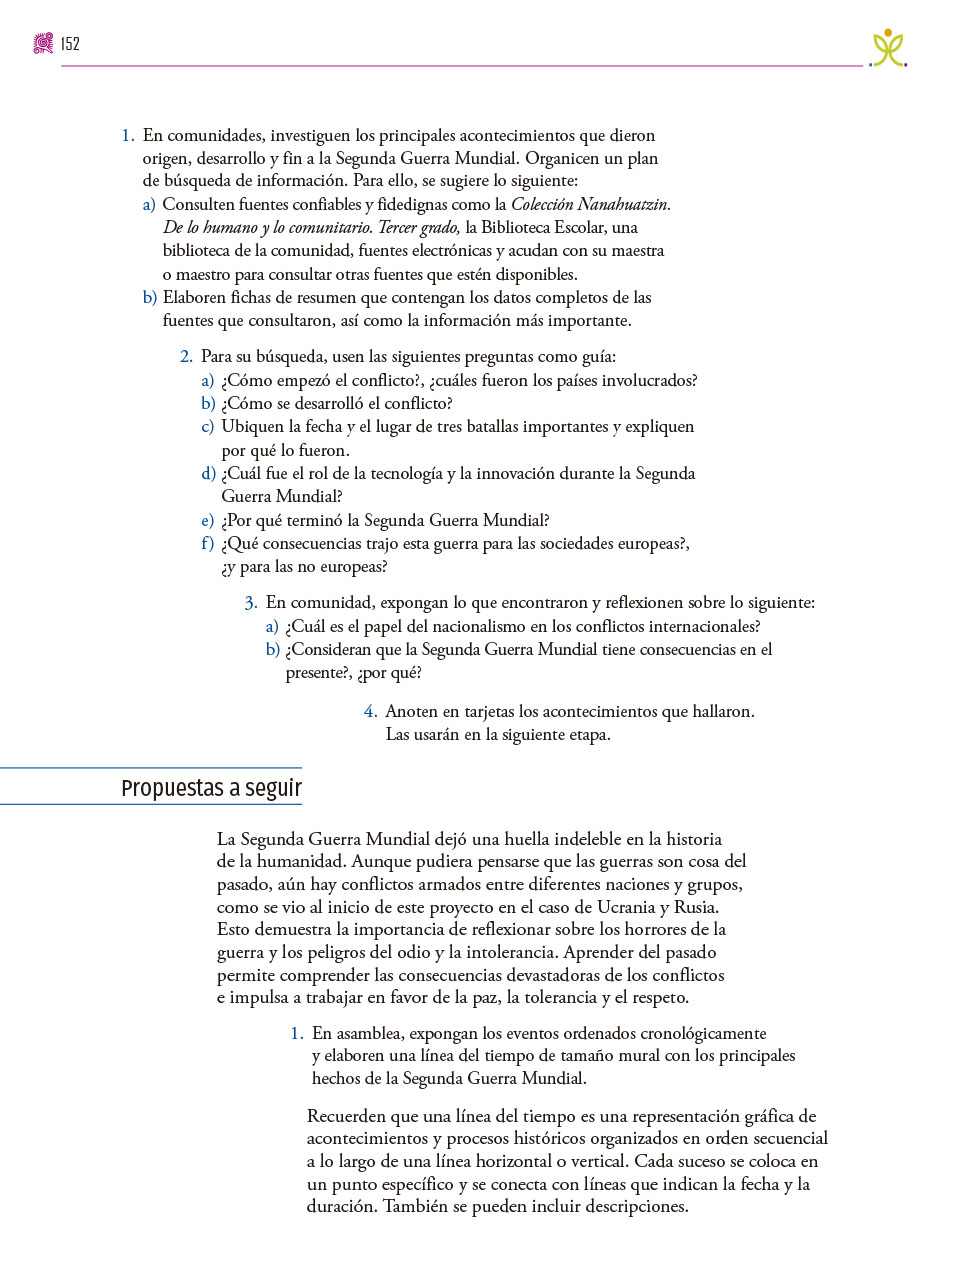 152
1. En comunidades, investiguen los principales acontecimientos que dieron
origen, desarrollo y fin a la Segunda Guerra Mundial. Organicen un plan
de búsqueda de información. Para ello, se sugiere lo siguiente:
a) Consulten fuentes confiables y fidedignas como la Colección Nanahuatzin.
De lo humano y lo comunitario. Tercer grado, la Biblioteca Escolar, una
biblioteca de la comunidad, fuentes electrónicas y acudan con su maestra
o maestro para consultar otras fuentes que estén disponibles.
b) Elaboren fichas de resumen que contengan los datos completos de las
fuentes que consultaron, así como la información más importante.
2. Para su búsqueda, usen las siguientes preguntas como guía:
a) ¿Cómo empezó el conflicto?, ¿cuáles fueron los países involucrados?
b) ¿Cómo se desarrolló el conflicto?
c) Ubiquen la fecha y el lugar de tres batallas importantes y expliquen
por qué lo fueron.
d) ¿Cuál fue el rol de la tecnología y la innovación durante la Segunda
Guerra Mundial?
e) ¿Por qué terminó la Segunda Guerra Mundial?
f) ¿Qué consecuencias trajo esta guerra para las sociedades europeas?,
¿y para las no europeas?
3. En comunidad, expongan lo que encontraron y reflexionen sobre lo siguiente:
a) ¿Cuál es el papel del nacionalismo en los conflictos internacionales?
b) ¿Consideran que la Segunda Guerra Mundial tiene consecuencias en el
presente?, ¿por qué?
4. Anoten en tarjetas los acontecimientos que hallaron.
Las usarán en la siguiente etapa.
Propuestas a seguir
La Segunda Guerra Mundial dejó una huella indeleble en la historia
de la humanidad. Aunque pudiera pensarse que las guerras son cosa del
pasado, aún hay conflictos armados entre diferentes naciones y grupos,
como se vio al inicio de este proyecto en el caso de Ucrania y Rusia.
Esto demuestra la importancia de reflexionar sobre los horrores de la
guerra y los peligros del odio y la intolerancia. Aprender del pasado
permite comprender las consecuencias devastadoras de los conflictos
e impulsa a trabajar en favor de la paz, la tolerancia y el respeto.
1. En asamblea, expongan los eventos ordenados cronológicamente
y elaboren una línea del tiempo de tamaño mural con los principales
hechos de la Segunda Guerra Mundial.
Recuerden que una línea del tiempo es una representación gráfica de
acontecimientos y procesos históricos organizados en orden secuencial
a lo largo de una línea horizontal o vertical. Cada suceso se coloca en
un punto específico y se conecta con líneas que indican la fecha y la
duración. También se pueden incluir descripciones.